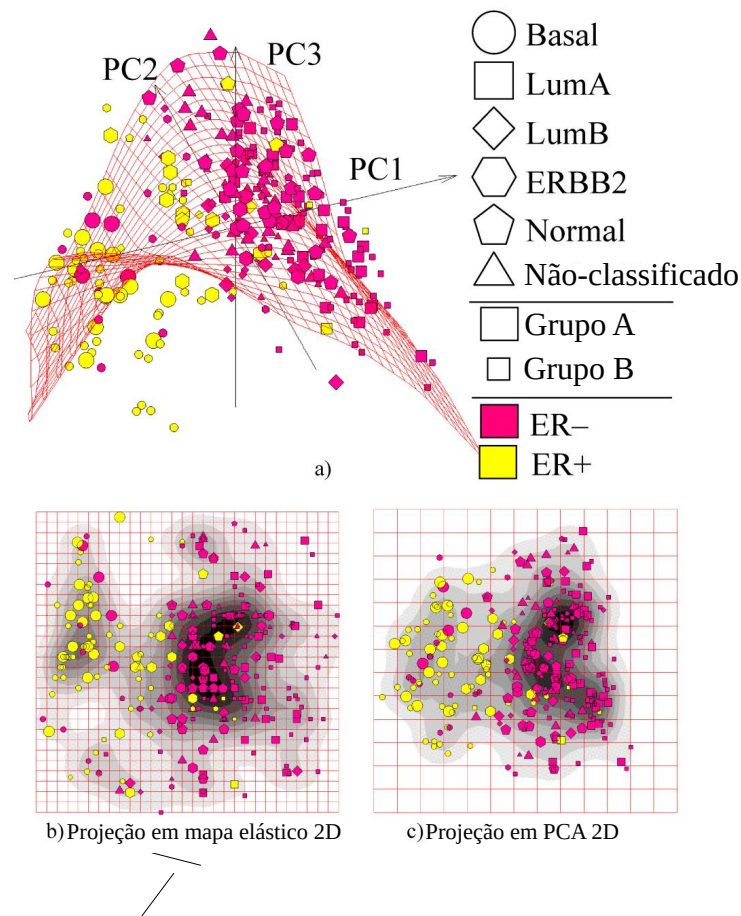 PC3
PC2
PC1
Basal
LumA
LumB
ERBB2
Normal
Não-classificado
Grupo A
Grupo B
ER–
ER+
a)
b) Projeção em mapa elástico 2D
c) Projeção em PCA 2D